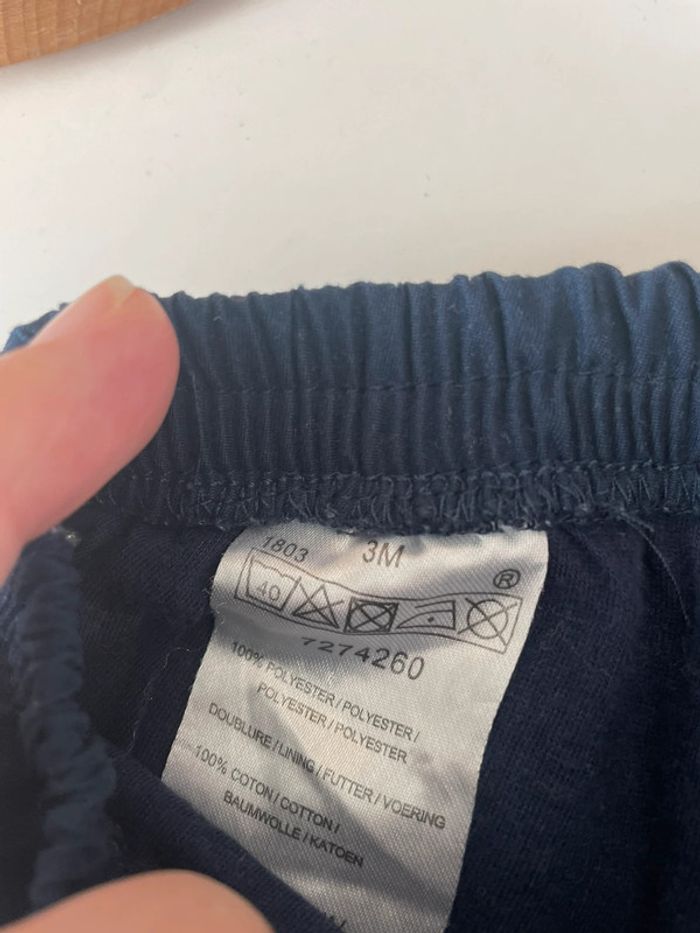 1803 3M
®
40
7274260
100% POLYESTER / POLYESTER /
POLYESTER / POLYESTER
DOUBLURE / LINING / FUTTER / VOERING
100% COTON / COTTON /
BAUMWOLLE / KATOEN